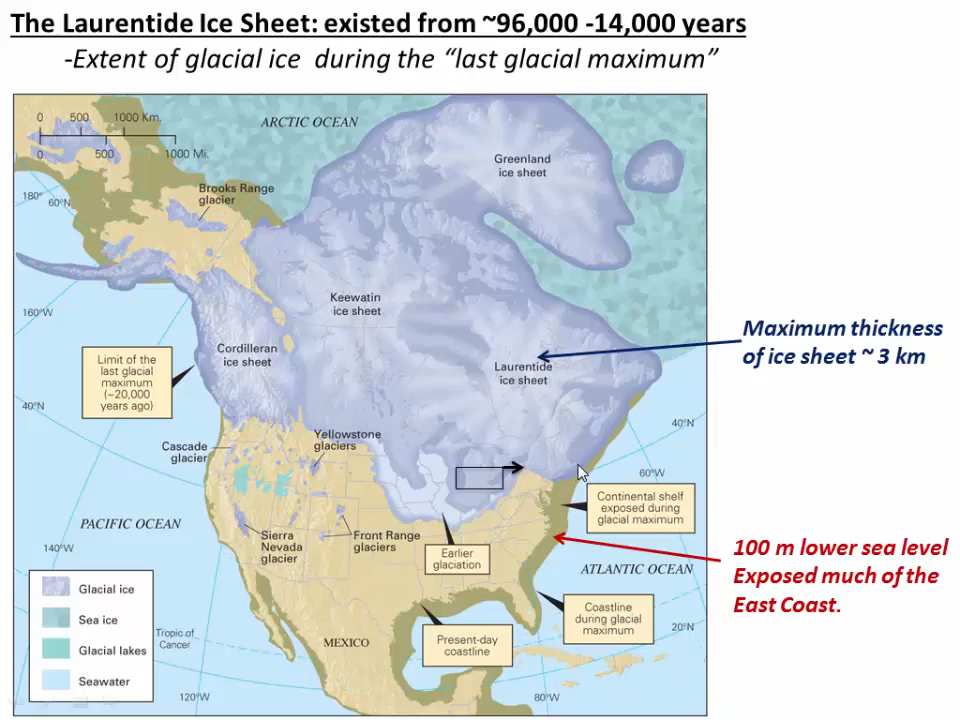 The Laurentide Ice Sheet: existed from ~96,000 -14,000 years
-Extent of glacial ice  during the “last glacial maximum”
0 500 1000 Km.
0 500 1000 Mi.
ARCTIC OCEAN
Greenland
ice sheet
180°
60°N
Brooks Range
glacier
Keewatin
ice sheet
160°W
Maximum thickness
of ice sheet ~ 3 km
Cordilleran
ice sheet
Laurentide
ice sheet
Limit of the
last glacial
maximum
(~20,000
years ago)
40°N
40°N
Cascade
glacier
Yellowstone
glaciers
60°W
Continental shelf
exposed during
glacial maximum
PACIFIC OCEAN
Sierra
Nevada
glacier
Front Range
glaciers
Earlier
glaciation
140°W
ATLANTIC OCEAN
100 m lower sea level
Exposed much of the
East Coast.
Glacial ice
Sea ice
Glacial lakes
Seawater
Tropic of
Cancer
MEXICO
Present-day
coastline
Coastline
during glacial
maximum
20°N
120°W
80°W